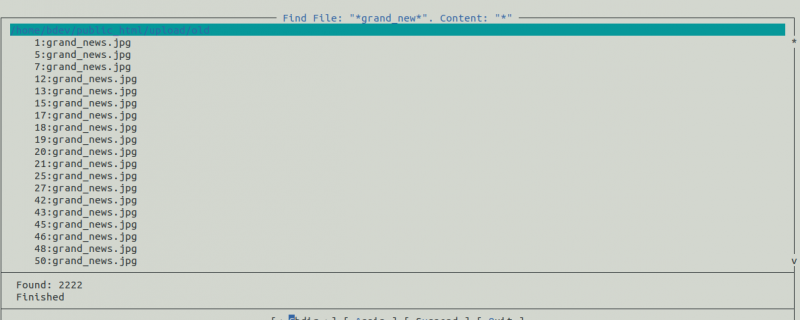 Find File: "*grand_new*". Content: "*"
/home/bdev/public_html/upload/old
1:grand_news.jpg
5:grand_news.jpg
7:grand_news.jpg
12:grand_news.jpg
13:grand_news.jpg
15:grand_news.jpg
17:grand_news.jpg
18:grand_news.jpg
19:grand_news.jpg
20:grand_news.jpg
21:grand_news.jpg
25:grand_news.jpg
27:grand_news.jpg
42:grand_news.jpg
43:grand_news.jpg
45:grand_news.jpg
46:grand_news.jpg
48:grand_news.jpg
50:grand_news.jpg
Found: 2222
Finished